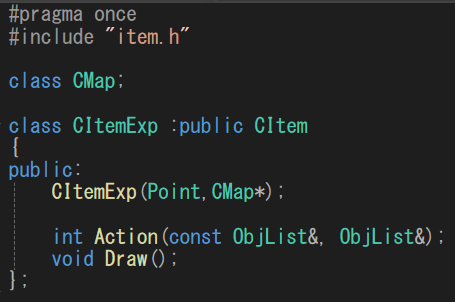 #pragma once
#include "item.h"
class CMap;
class CItemExp :public CItem
{
public:
CItemExp(Point,CMap*);
int Action(const ObjList&, ObjList&);
void Draw();
};